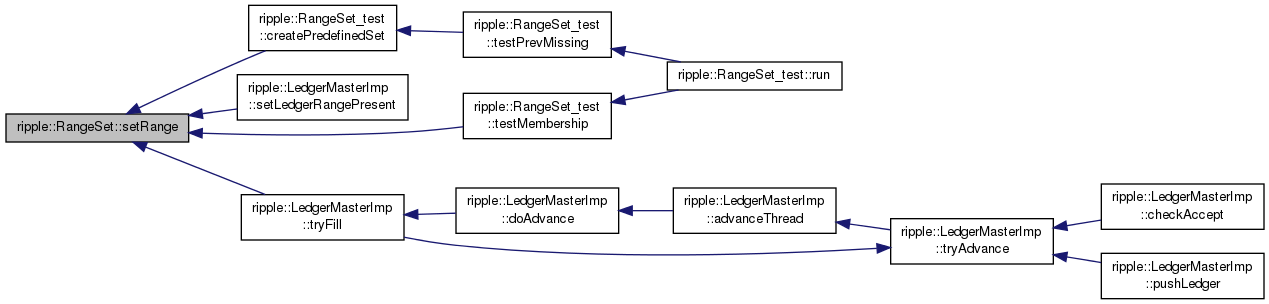 ripple::RangeSet::setRange
ripple::RangeSet_test
::createPredefinedSet
ripple::LedgerMasterImp
::setLedgerRangePresent
ripple::RangeSet_test
::testPrevMissing
ripple::RangeSet_test
::testMembership
ripple::RangeSet_test::run
ripple::LedgerMasterImp
::tryFill
ripple::LedgerMasterImp
::doAdvance
ripple::LedgerMasterImp
::advanceThread
ripple::LedgerMasterImp
::tryAdvance
ripple::LedgerMasterImp
::checkAccept
ripple::LedgerMasterImp
::pushLedger